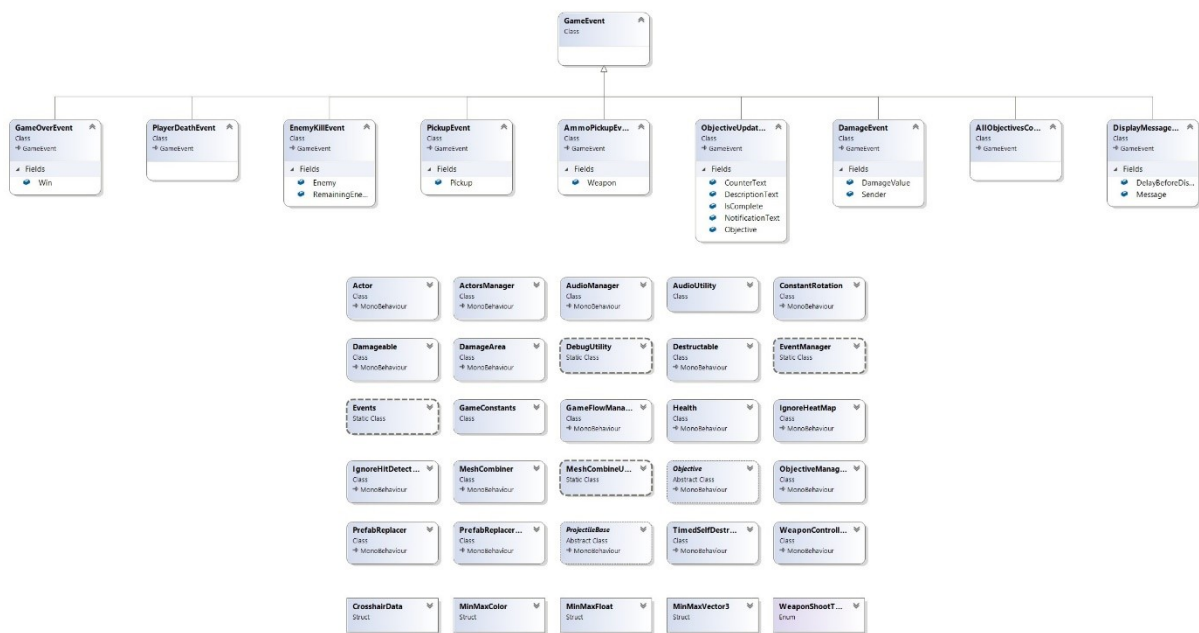 GameEvent
Class
GameOverEvent
Class
GameEvent
Fields
Win
PlayerDeathEvent
Class
GameEvent
EnemyKillEvent
Class
GameEvent
Fields
Enemy
RemainingEne...
PickupEvent
Class
GameEvent
Fields
Pickup
AmmoPickupEv...
Class
GameEvent
Fields
Weapon
ObjectiveUpdat...
Class
GameEvent
Fields
CounterText
DescriptionText
IsComplete
NotificationText
Objective
DamageEvent
Class
GameEvent
Fields
DamageValue
Sender
AllObjectivesCo...
Class
GameEvent
DisplayMessage...
Class
GameEvent
Fields
DelayBeforeDis...
Message
Actor
Class
MonoBehaviour
ActorsManager
Class
MonoBehaviour
AudioManager
Class
MonoBehaviour
AudioUtility
Class
ConstantRotation
Class
MonoBehaviour
Damageable
Class
MonoBehaviour
DamageArea
Class
MonoBehaviour
DebugUtility
Static Class
Destructable
Class
MonoBehaviour
EventManager
Static Class
Events
Static Class
GameConstants
Class
GameFlowMana...
Class
MonoBehaviour
Health
Class
MonoBehaviour
IgnoreHeatMap
Class
MonoBehaviour
IgnoreHitDetect...
Class
MonoBehaviour
MeshCombiner
Class
MonoBehaviour
MeshCombineU...
Static Class
Objective
Abstract Class
MonoBehaviour
ObjectiveManag...
Class
MonoBehaviour
PrefabReplacer
Class
MonoBehaviour
PrefabReplacer...
Class
MonoBehaviour
ProjectileBase
Abstract Class
MonoBehaviour
TimedSelfDestr...
Class
MonoBehaviour
WeaponControll...
Class
MonoBehaviour
CrosshairData
Struct
MinMaxColor
Struct
MinMaxFloat
Struct
MinMaxVector3
Struct
WeaponShootT...
Enum